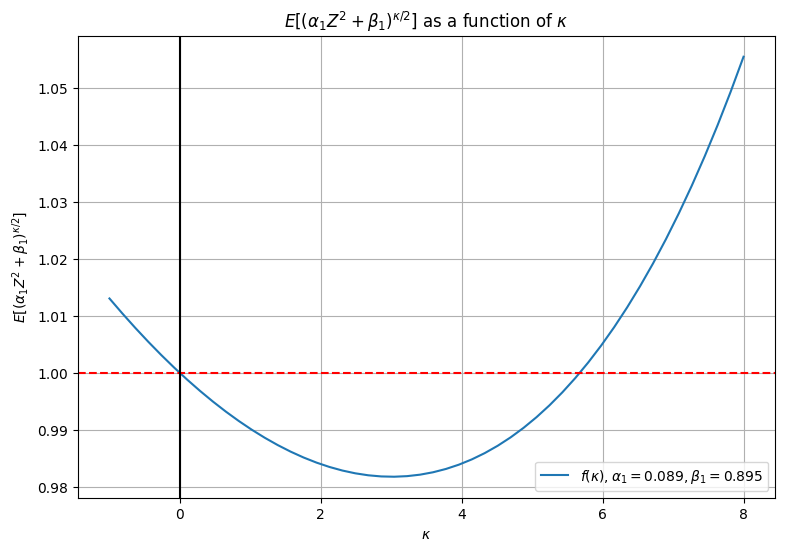 E[(α₁Z² + β₁)^{κ/2}] as a function of κ
E[(α₁Z² + β₁)^{κ/2}]
1.05
1.04
1.03
1.02
1.01
1.00
0.99
0.98
f(κ), α₁ = 0.089, β₁ = 0.895
0 2 4 6 8
κ